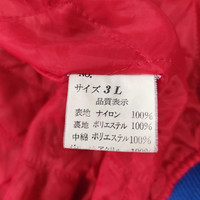 NO.
サイズ 3L
品質表示
表地 ナイロン 100%
裏地 ポリエステル 100%
中綿 ポリエステル 100%